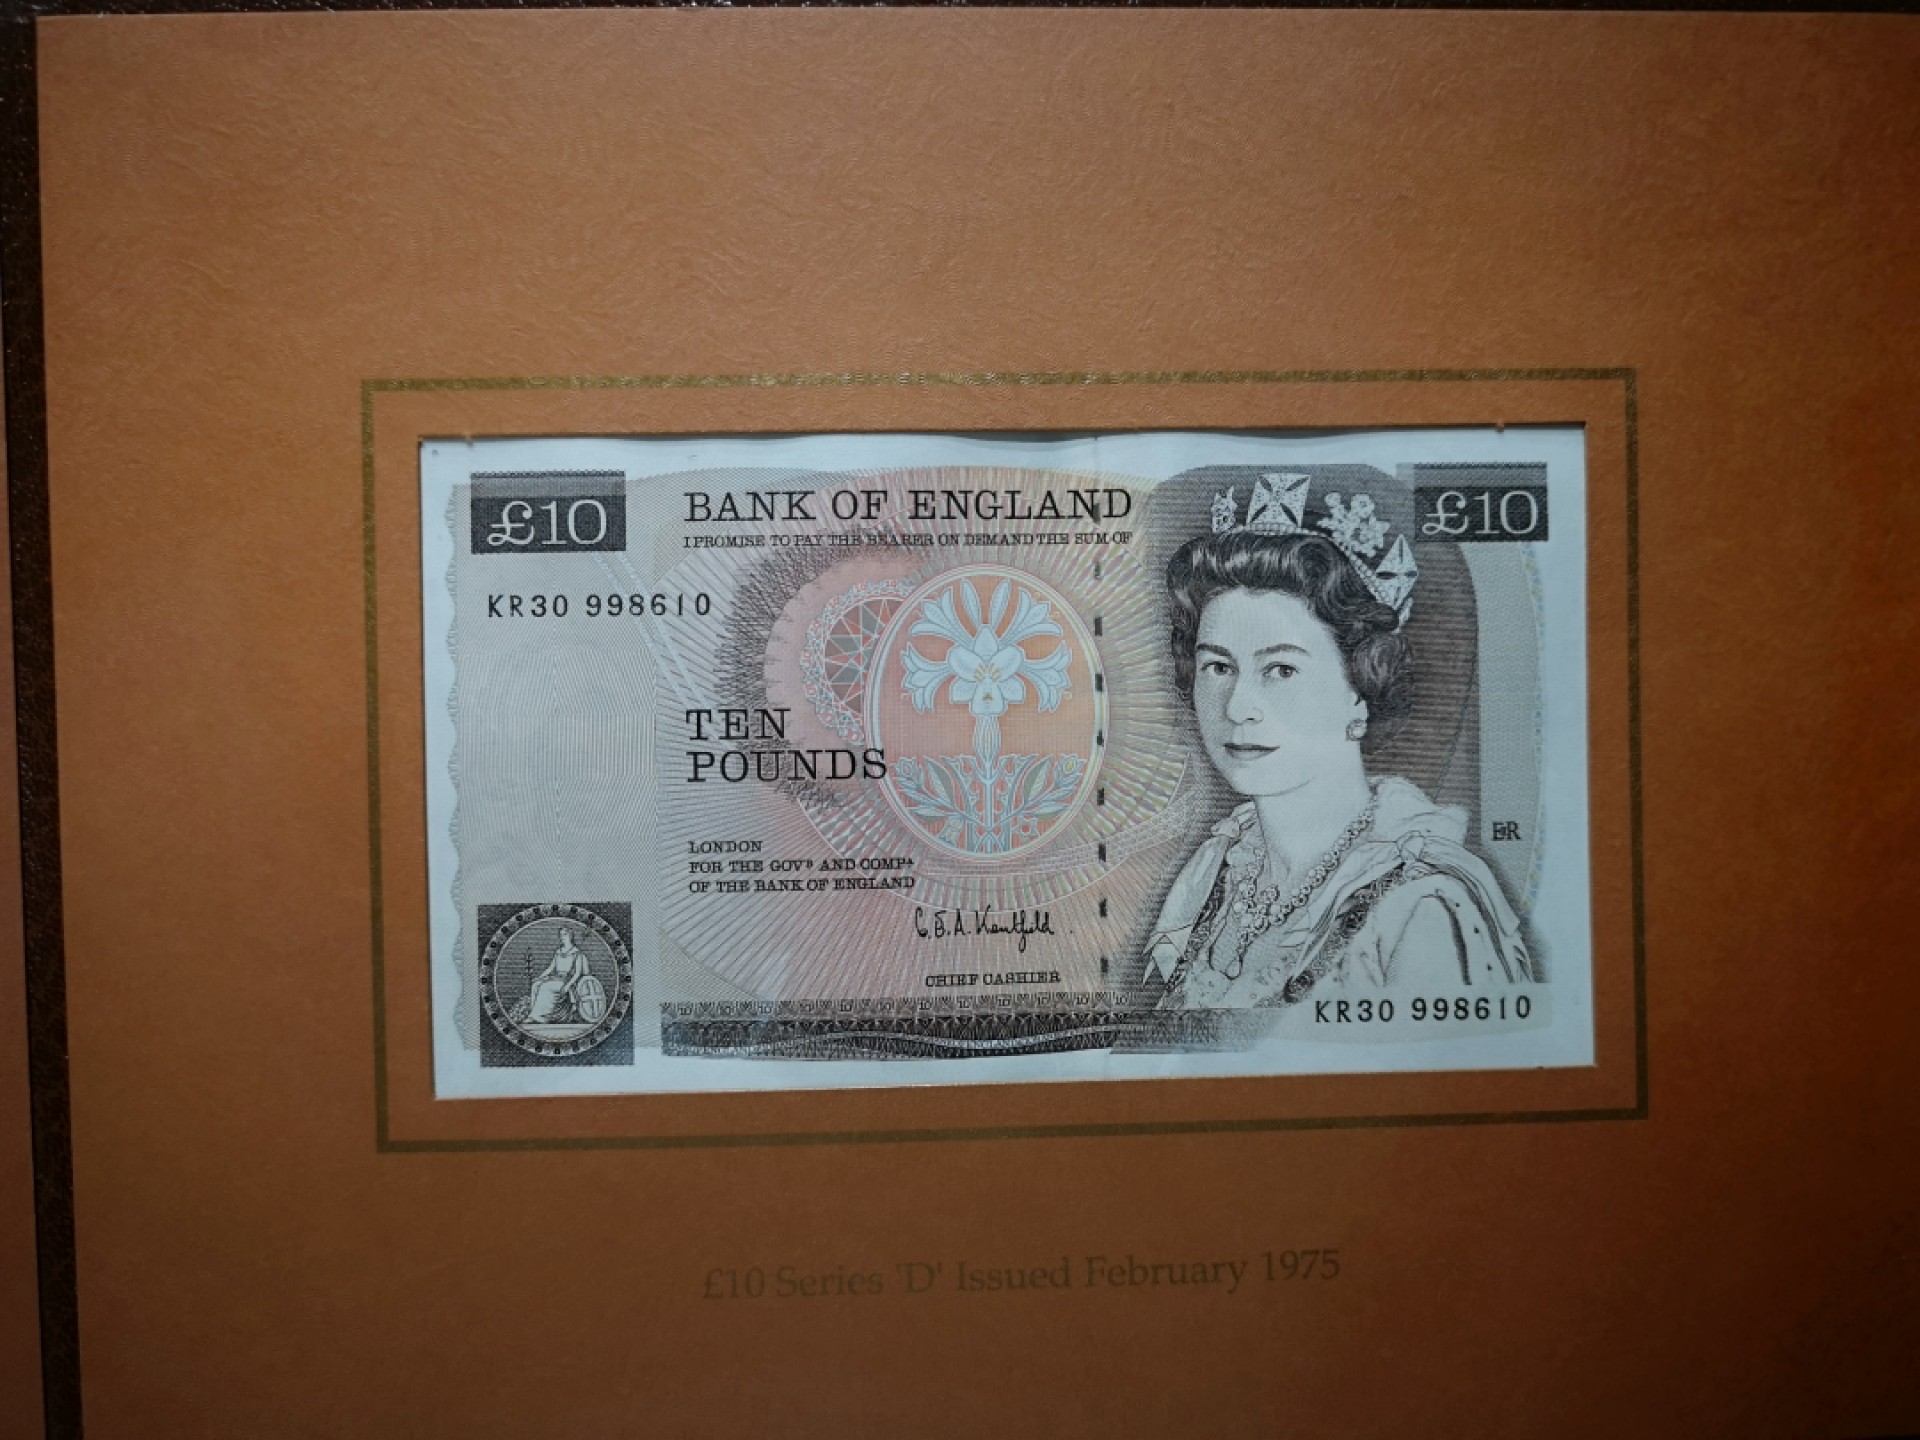 £10
BANK OF ENGLAND
£10
I PROMISE TO PAY THE BEARER ON DEMAND THE SUM OF
KR30 998610
TEN
POUNDS
LONDON
FOR THE GOVᴿ AND COMPᴬ
OF THE BANK OF ENGLAND
E R
C.B.A. Kentfield
CHIEF CASHIER
KR30 998610
£10 Series 'D' Issued February 1975